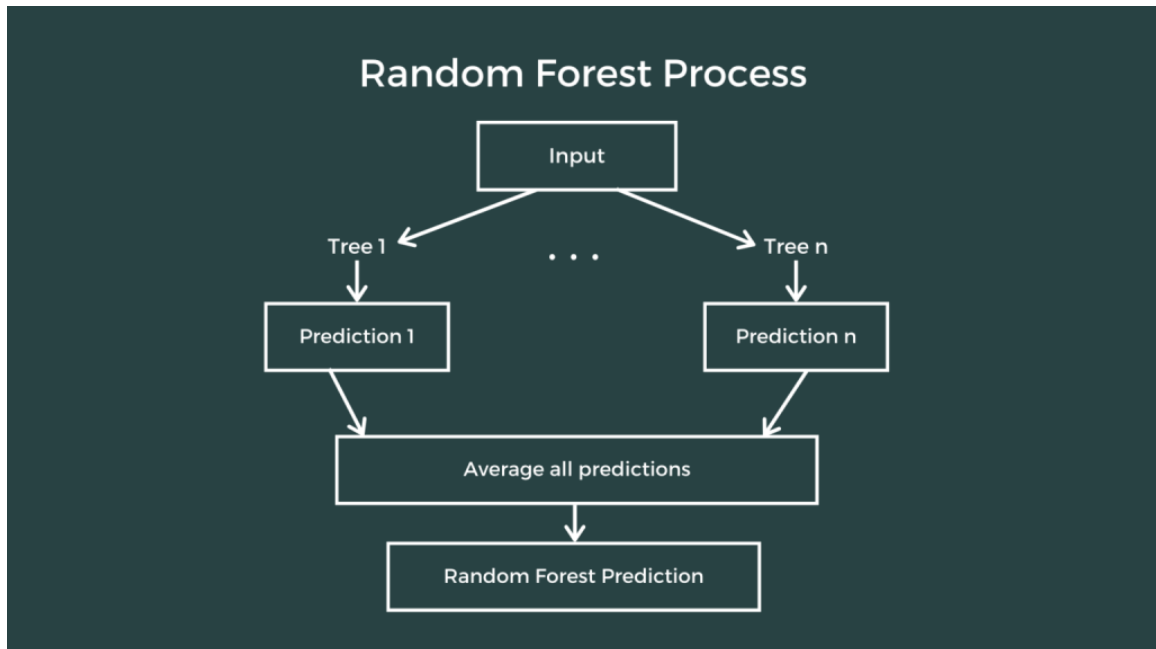 Random Forest Process
Input
Tree 1
. . .
Tree n
Prediction 1
Prediction n
Average all predictions
Random Forest Prediction